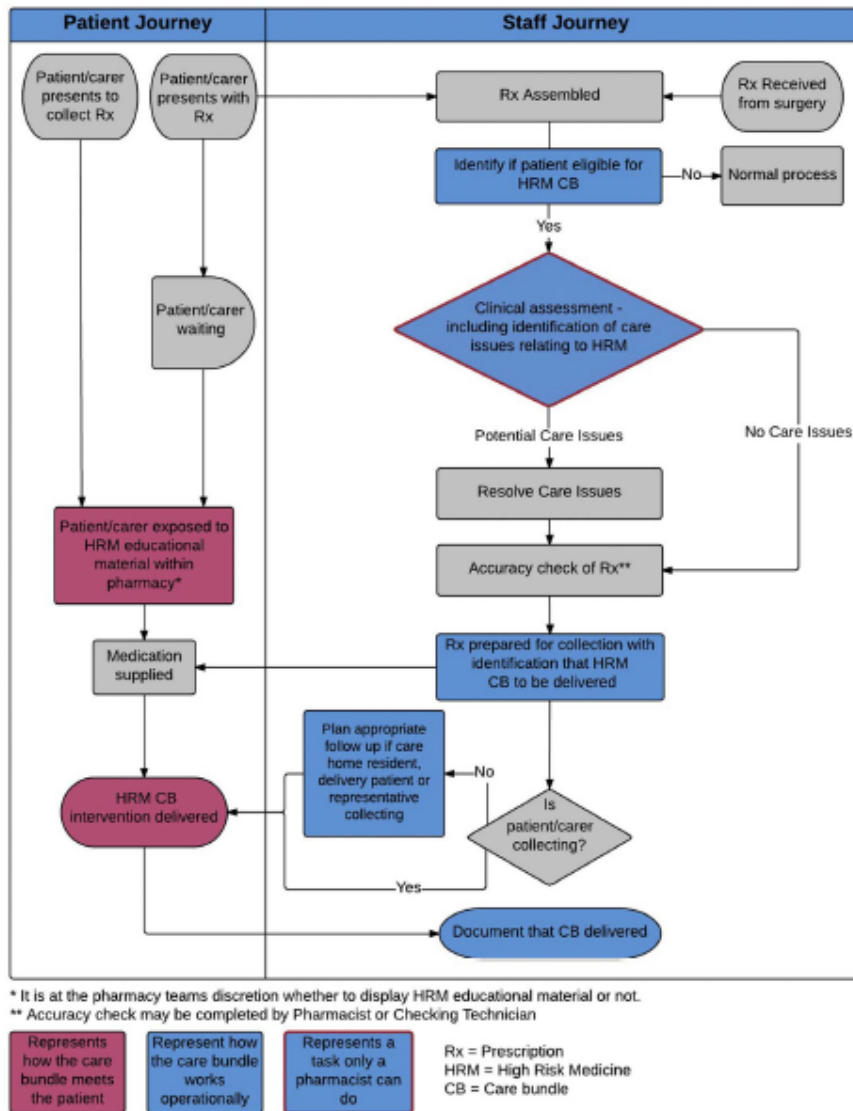 Patient Journey
Staff Journey
Patient/carer
presents to
collect Rx
Patient/carer
presents with
Rx
Rx Assembled
Rx Received
from surgery
Identify if patient eligible for
HRM CB
No
Normal process
Yes
Patient/carer
waiting
Clinical assessment -
including identification of care
issues relating to HRM
Potential Care Issues
No Care Issues
Resolve Care Issues
Patient/carer exposed to
HRM educational
material within
pharmacy*
Accuracy check of Rx**
Medication
supplied
Rx prepared for collection with
identification that HRM
CB to be delivered
Plan appropriate
follow up if care
home resident,
delivery patient or
representative
collecting
No
HRM CB
intervention delivered
Is
patient/carer
collecting?
Yes
Document that CB delivered
* It is at the pharmacy teams discretion whether to display HRM educational material or not.
** Accuracy check may be completed by Pharmacist or Checking Technician
Represents
how the care
bundle meets
the patient
Represent how
the care bundle
works
operationally
Represents a
task only a
pharmacist can
do
Rx = Prescription
HRM = High Risk Medicine
CB = Care bundle